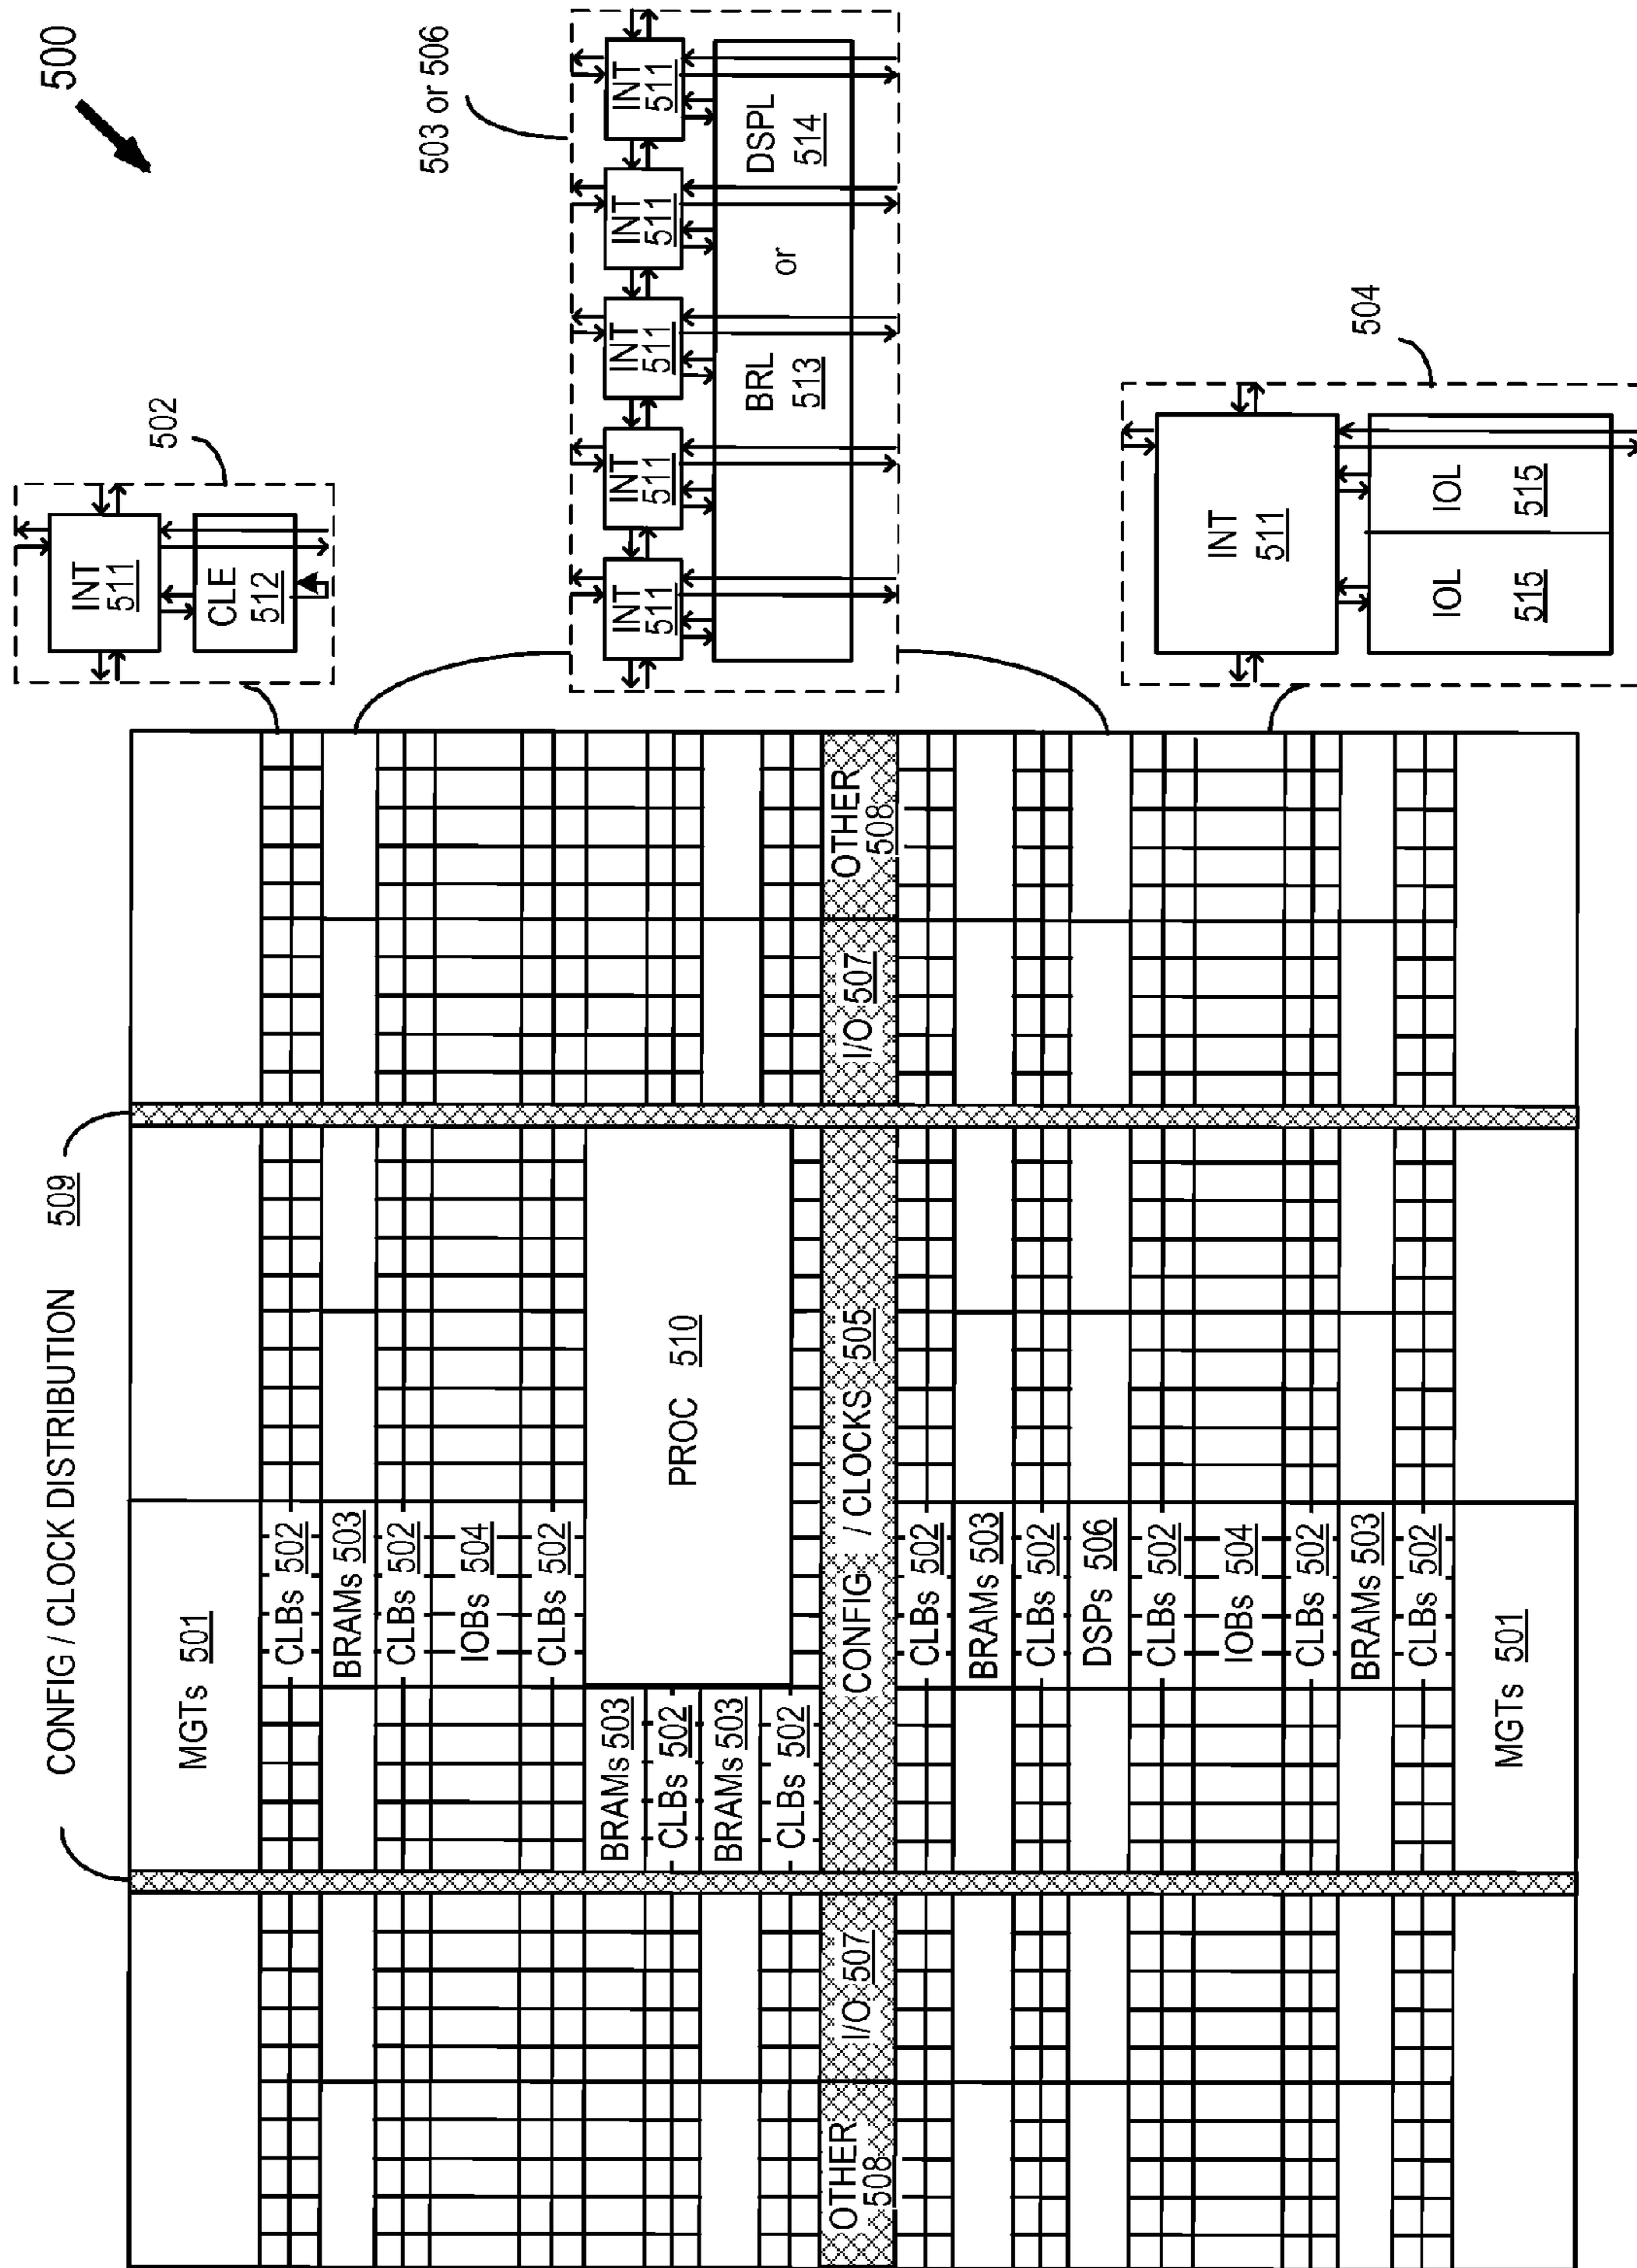 500
CONFIG / CLOCK DISTRIBUTION 509
MGTs 501
CLBs 502
BRAMs 503
CLBs 502
IOBs 504
CLBs 502
BRAMs 503
CLBs 502
BRAMs 503
CLBs 502
PROC 510
OTHER
508
I/O 507
CONFIG / CLOCKS 505
I/O 507
OTHER
508
CLBs 502
BRAMs 503
CLBs 502
DSPs 506
CLBs 502
IOBs 504
CLBs 502
BRAMs 503
CLBs 502
MGTs 501
502
INT
511
CLE
512
503 or 506
INT
511
INT
511
INT
511
INT
511
INT
511
BRL
513
or
DSPL
514
504
INT
511
IOL
515
IOL
515